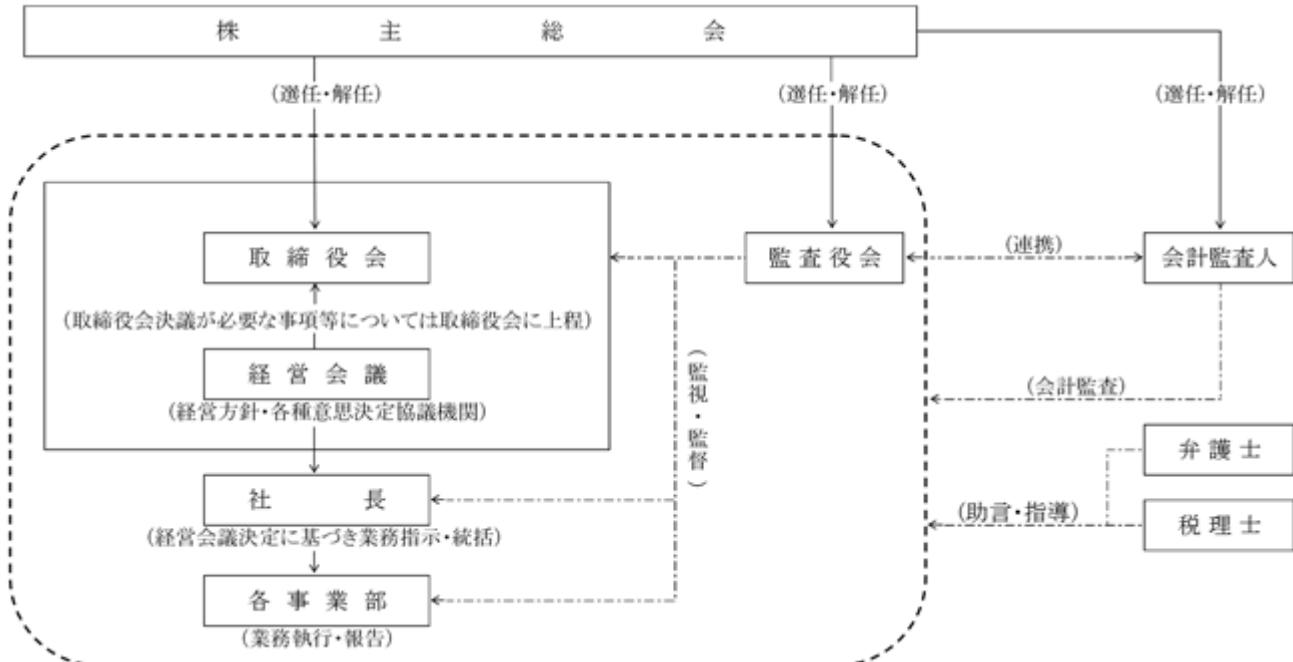 株主総会
(選任・解任)
(選任・解任)
(選任・解任)
取締役会
監査役会
(連携)
会計監査人
(取締役会決議が必要な事項等については取締役会に上程)
経営会議
(経営方針・各種意思決定協議機関)
(監視・監督)
(会計監査)
弁護士
社長
(経営会議決定に基づき業務指示・統括)
(助言・指導)
税理士
各事業部
(業務執行・報告)